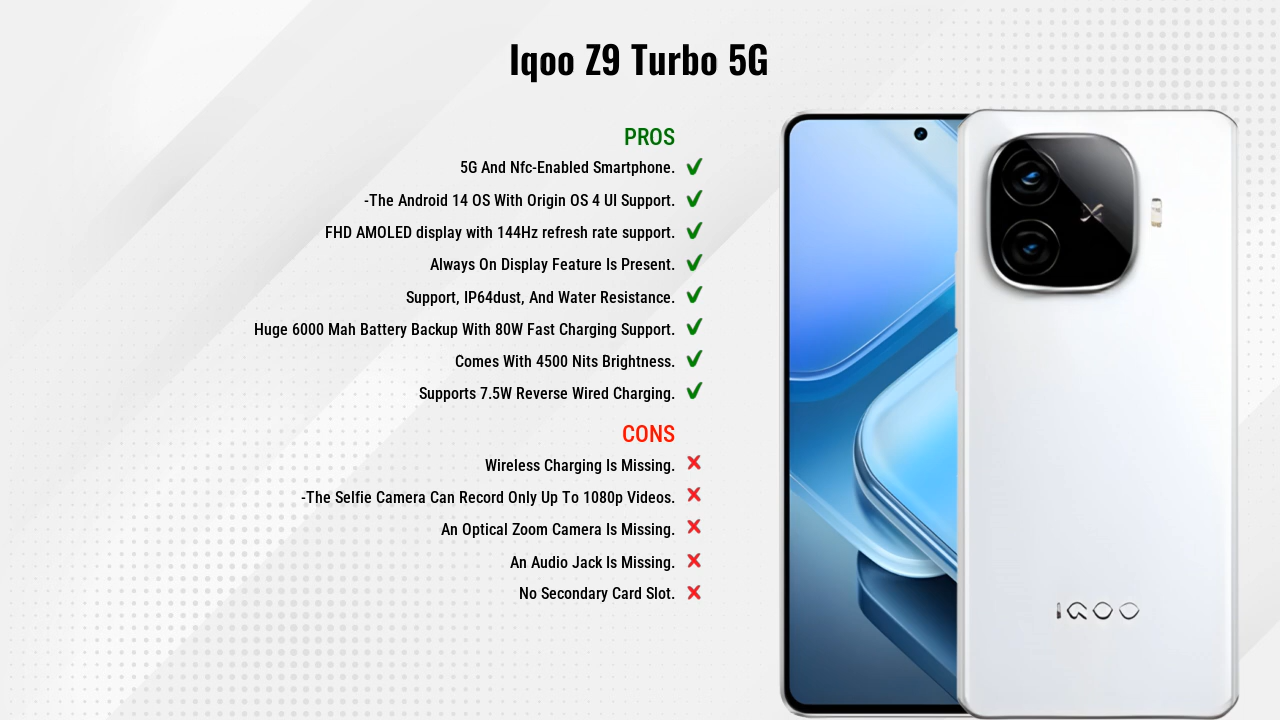 Iqoo Z9 Turbo 5G
PROS
5G And Nfc-Enabled Smartphone.
-The Android 14 OS With Origin OS 4 UI Support.
FHD AMOLED display with 144Hz refresh rate support.
Always On Display Feature Is Present.
Support, IP64dust, And Water Resistance.
Huge 6000 Mah Battery Backup With 80W Fast Charging Support.
Comes With 4500 Nits Brightness.
Supports 7.5W Reverse Wired Charging.
CONS
Wireless Charging Is Missing.
-The Selfie Camera Can Record Only Up To 1080p Videos.
An Optical Zoom Camera Is Missing.
An Audio Jack Is Missing.
No Secondary Card Slot.
IQOO